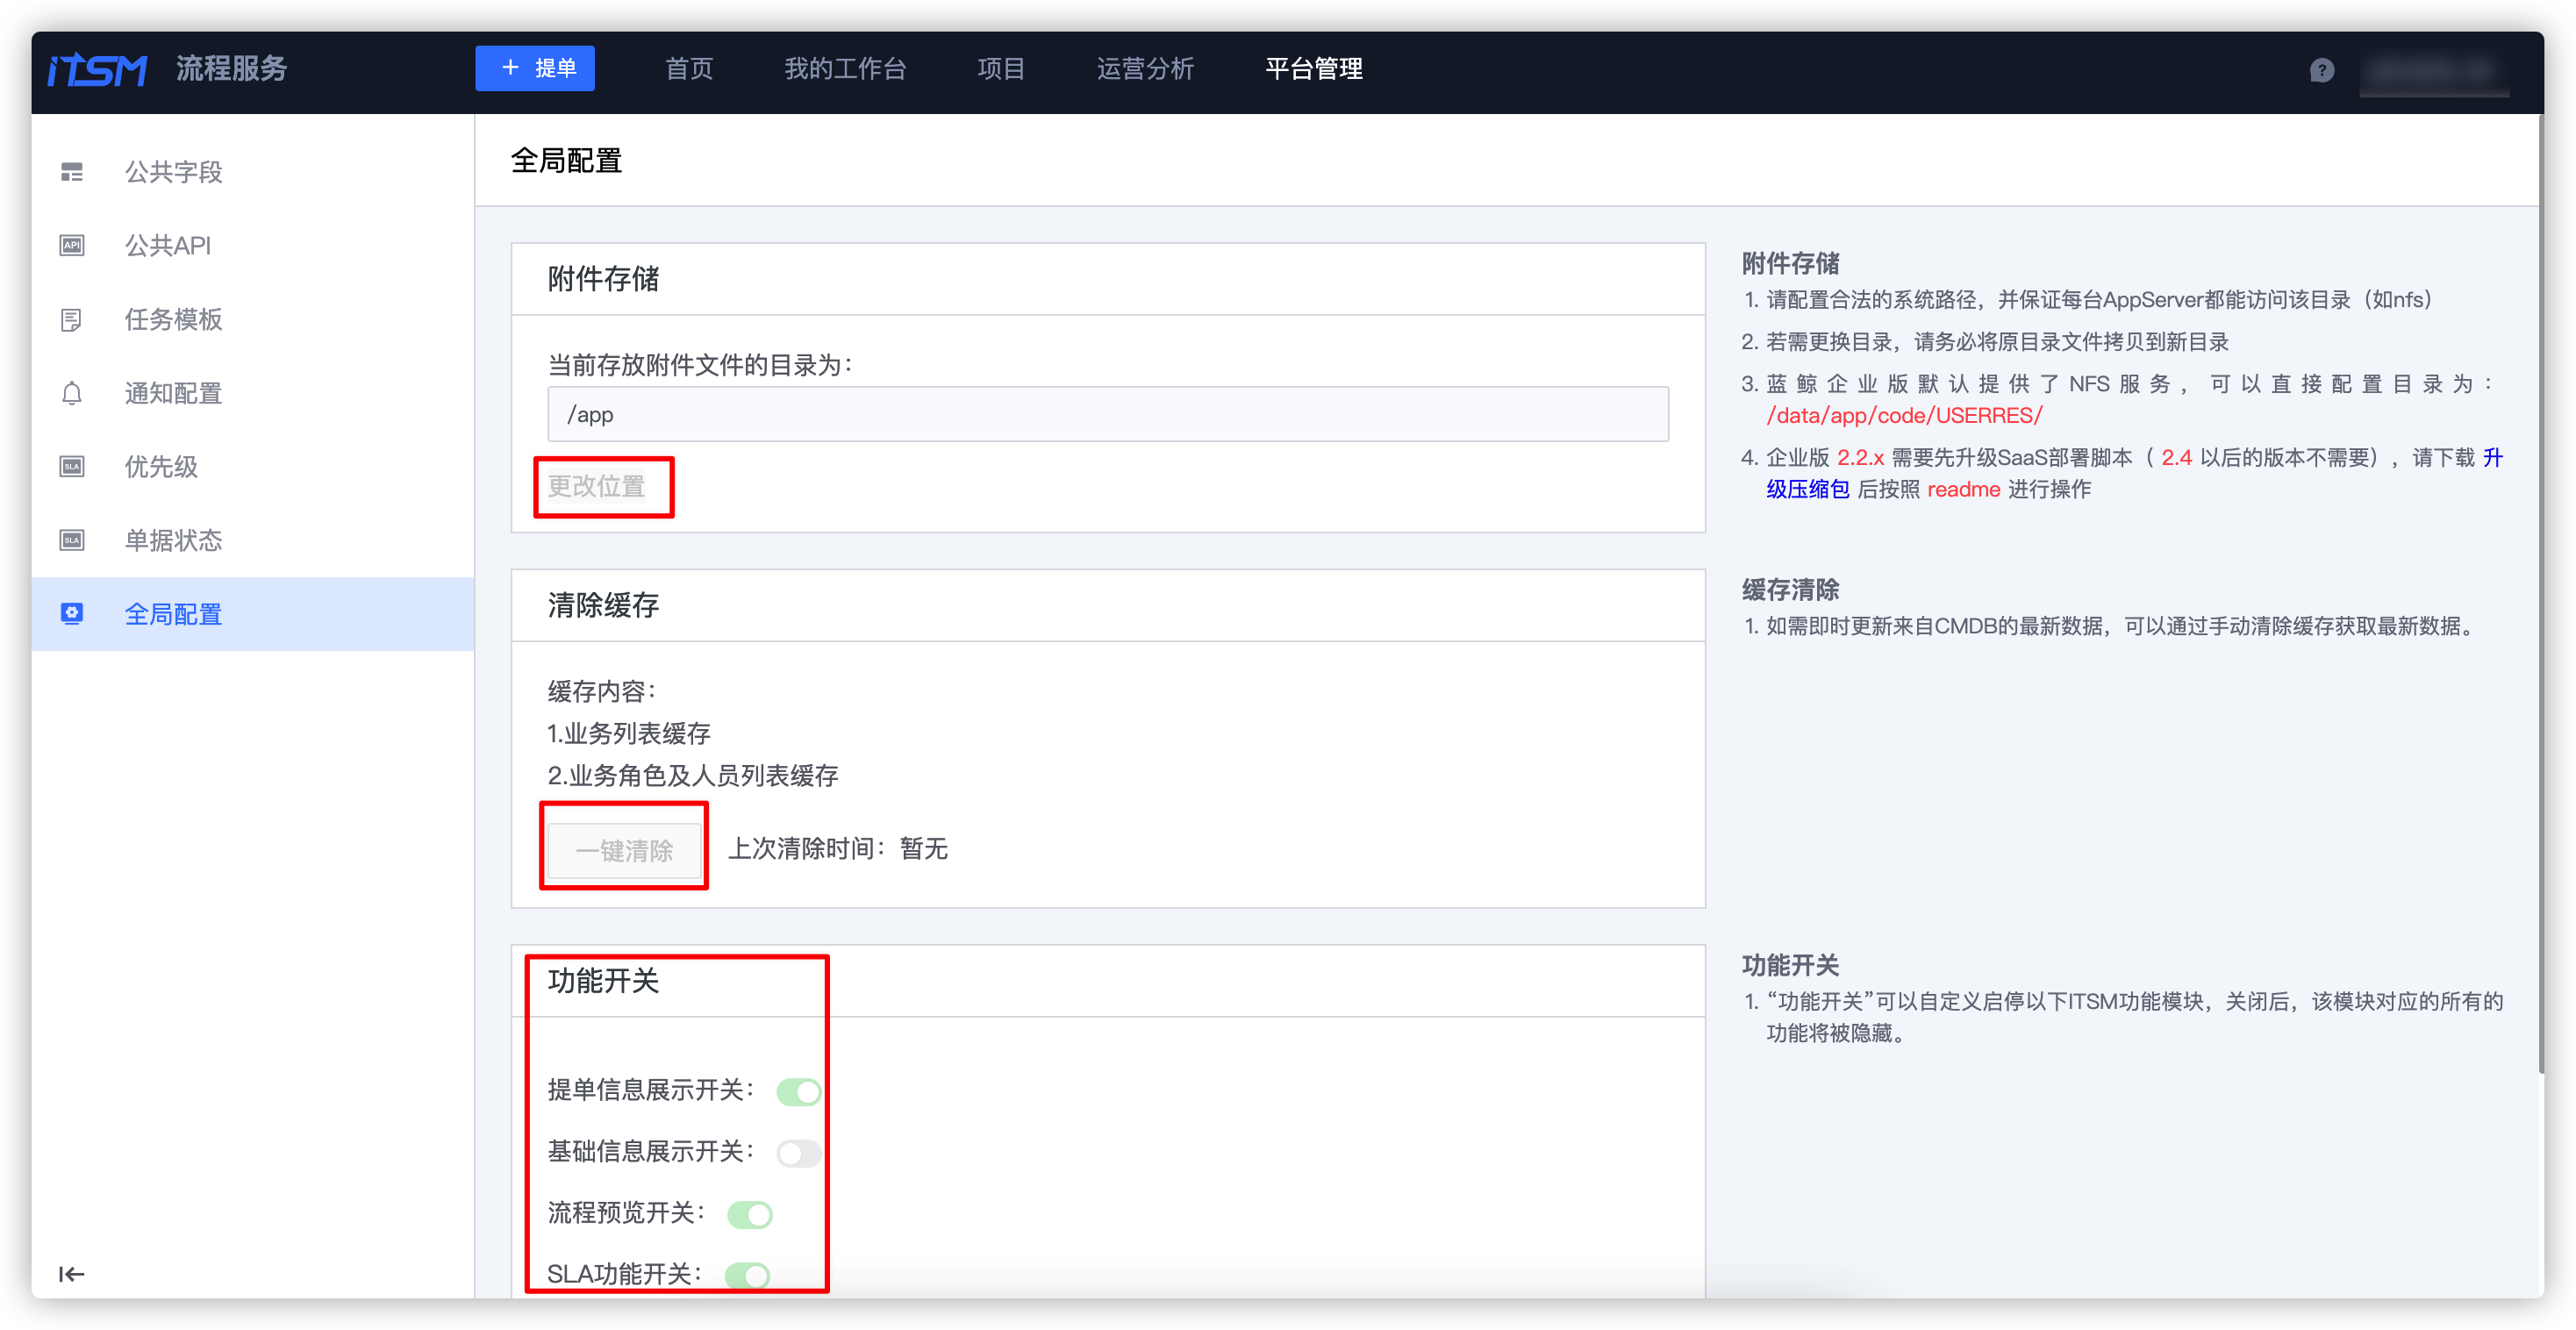 ITSM 流程服务
+ 提单
首页
我的工作台
项目
运营分析
平台管理
?
公共字段
API
公共API
任务模板
通知配置
SLA
优先级
SLA
单据状态
全局配置
全局配置
附件存储
当前存放附件文件的目录为：
/app
更改位置
附件存储
1. 请配置合法的系统路径，并保证每台AppServer都能访问该目录（如nfs）
2. 若需更换目录，请务必将原目录文件拷贝到新目录
3. 蓝鲸企业版默认提供了NFS服务，可以直接配置目录为：
/data/app/code/USERRES/
4. 企业版 2.2.x 需要先升级SaaS部署脚本（ 2.4 以后的版本不需要），请下载 升
级压缩包 后按照 readme 进行操作
清除缓存
缓存内容：
1.业务列表缓存
2.业务角色及人员列表缓存
一键清除
上次清除时间：暂无
缓存清除
1. 如需即时更新来自CMDB的最新数据，可以通过手动清除缓存获取最新数据。
功能开关
提单信息展示开关：
基础信息展示开关：
流程预览开关：
SLA功能开关：
功能开关
1. “功能开关”可以自定义启停以下ITSM功能模块，关闭后，该模块对应的所有的
功能将被隐藏。